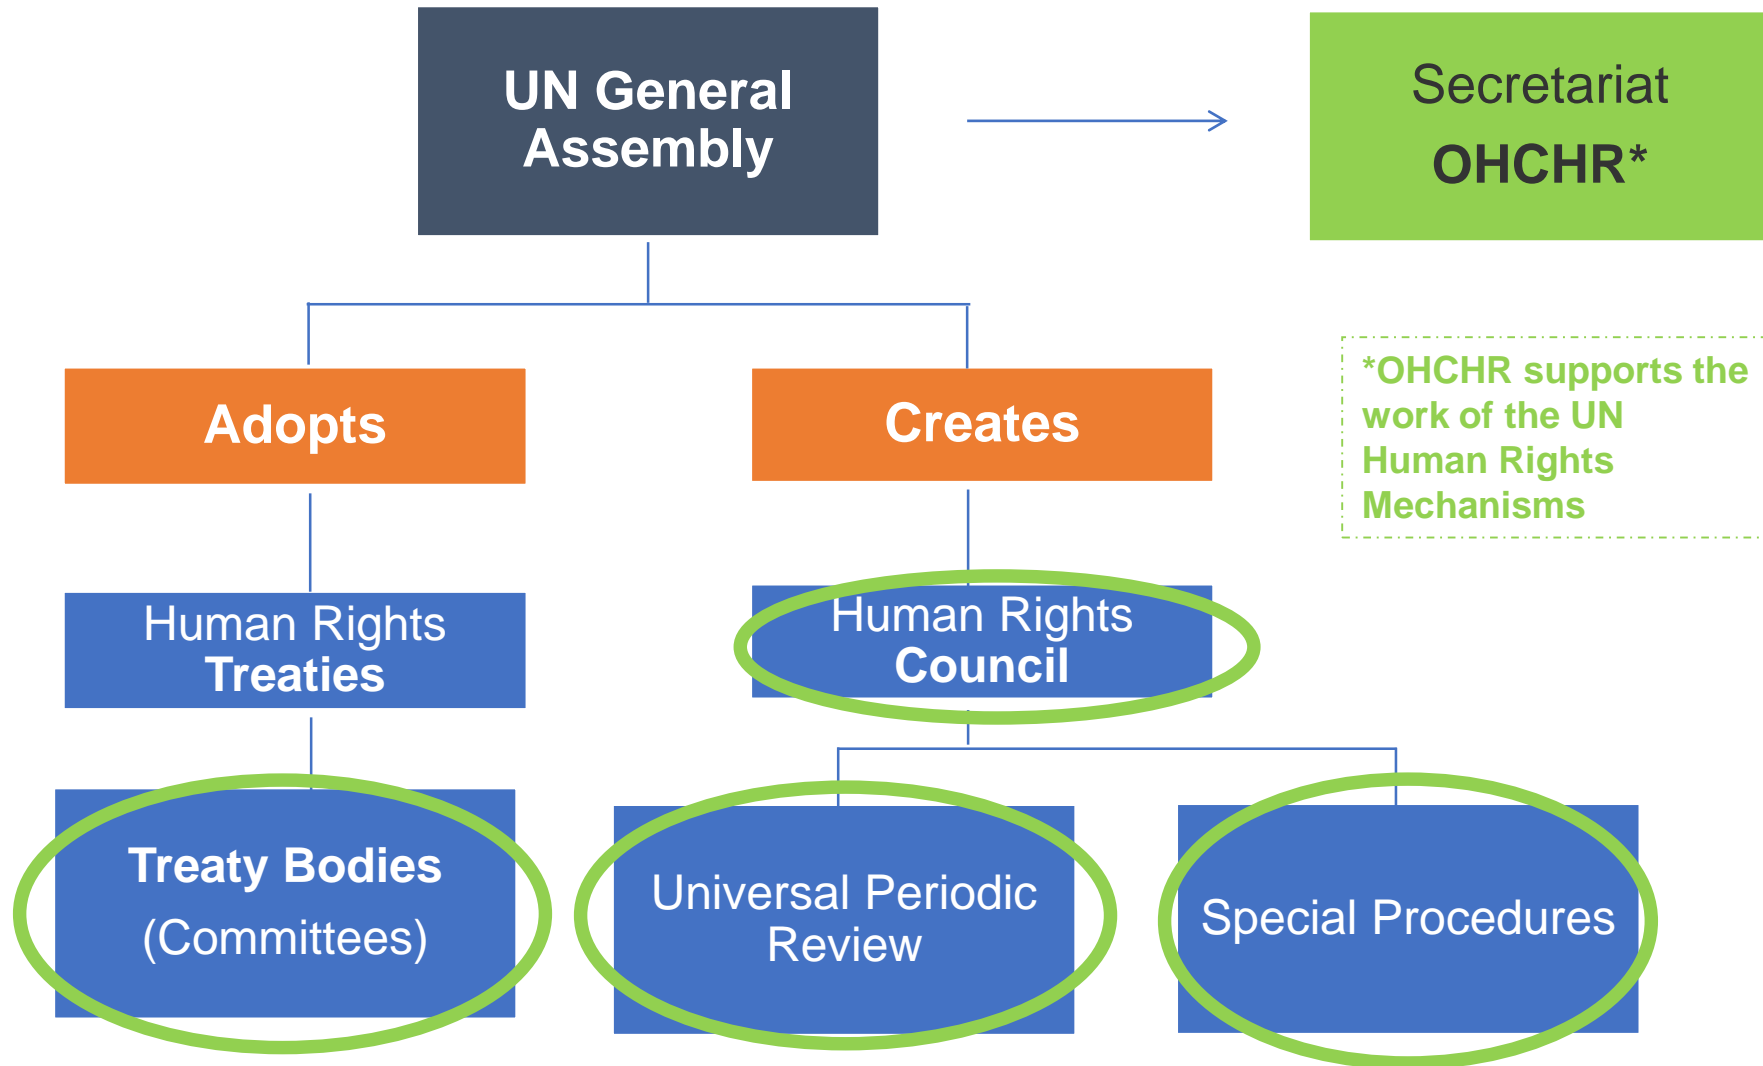 UN General
Assembly
Secretariat
OHCHR*
*OHCHR supports the
work of the UN
Human Rights
Mechanisms
Adopts
Creates
Human Rights
Treaties
Human Rights
Council
Treaty Bodies
(Committees)
Universal Periodic
Review
Special Procedures